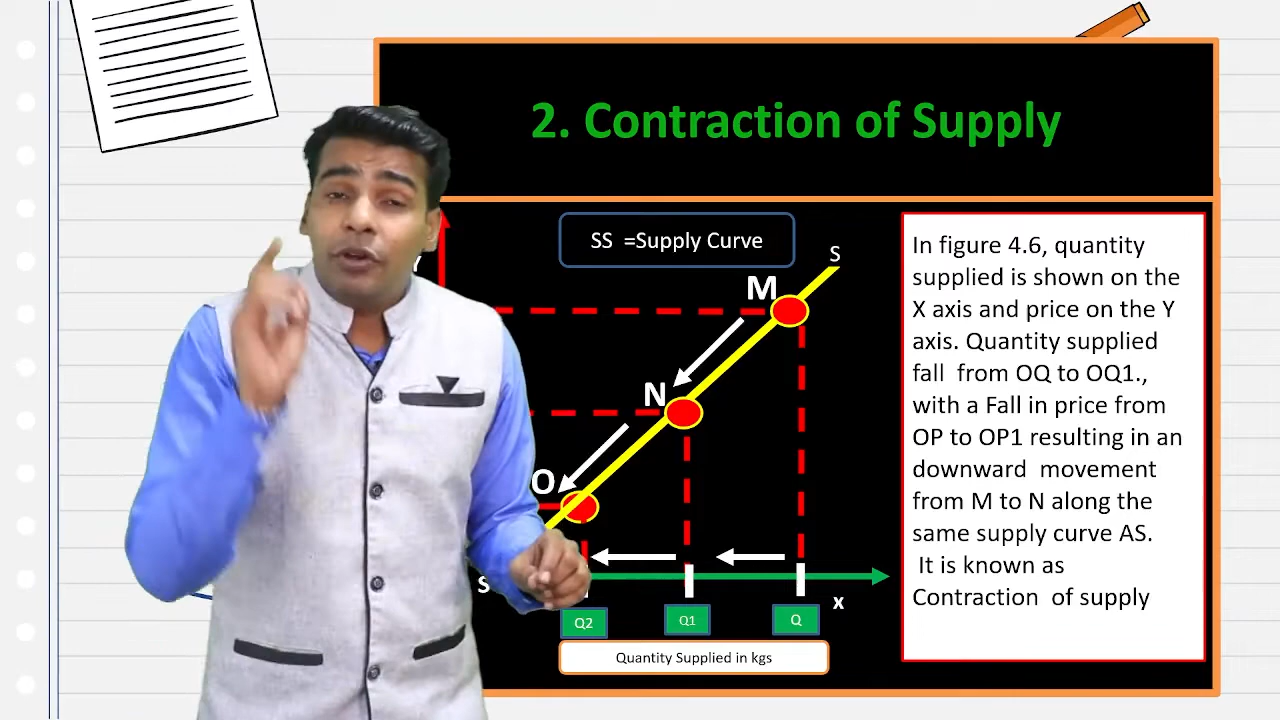 2. Contraction of Supply
SS =Supply Curve
Y
S
M
N
O
S
x
Q2
Q1
Q
Quantity Supplied in kgs
In figure 4.6, quantity
supplied is shown on the
X axis and price on the Y
axis. Quantity supplied
fall from OQ to OQ1.,
with a Fall in price from
OP to OP1 resulting in an
downward movement
from M to N along the
same supply curve AS.
It is known as
Contraction of supply